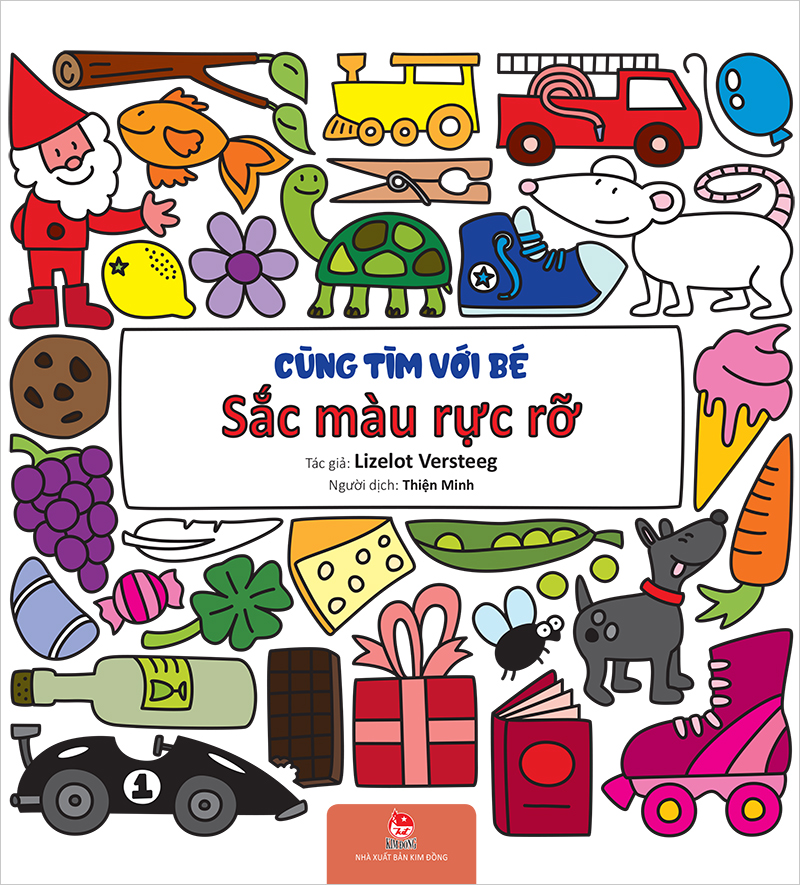 CÙNG TÌM VỚI BÉ
Sắc màu rực rỡ
Tác giả: Lizelot Versteeg
Người dịch: Thiện Minh
1
KIM ĐỒNG
NHÀ XUẤT BẢN KIM ĐỒNG